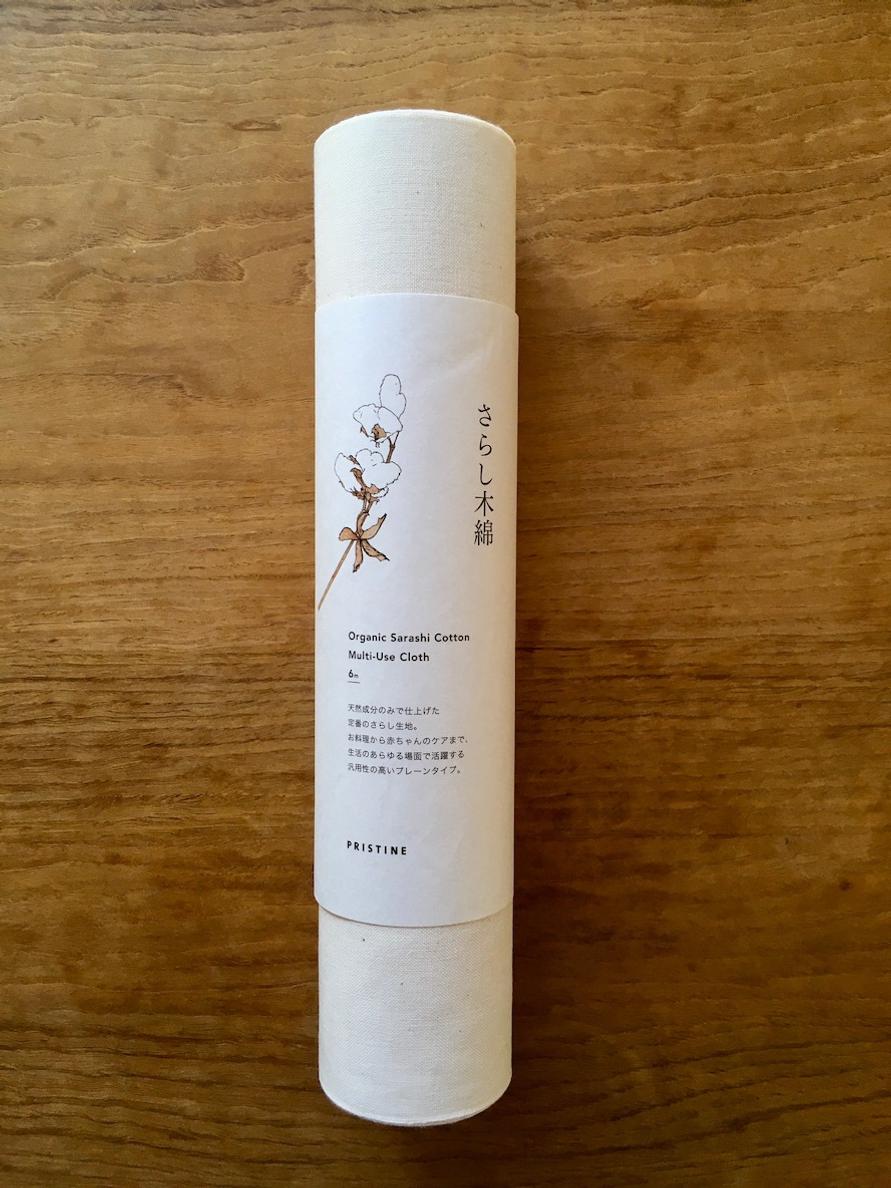 さらし木綿
Organic Sarashi Cotton
Multi-Use Cloth
6m
天然成分のみで仕上げた
定番のさらし生地。
お料理から赤ちゃんのケアまで、
生活のあらゆる場面で活躍する
汎用性の高いプレーンタイプ。
PRISTINE